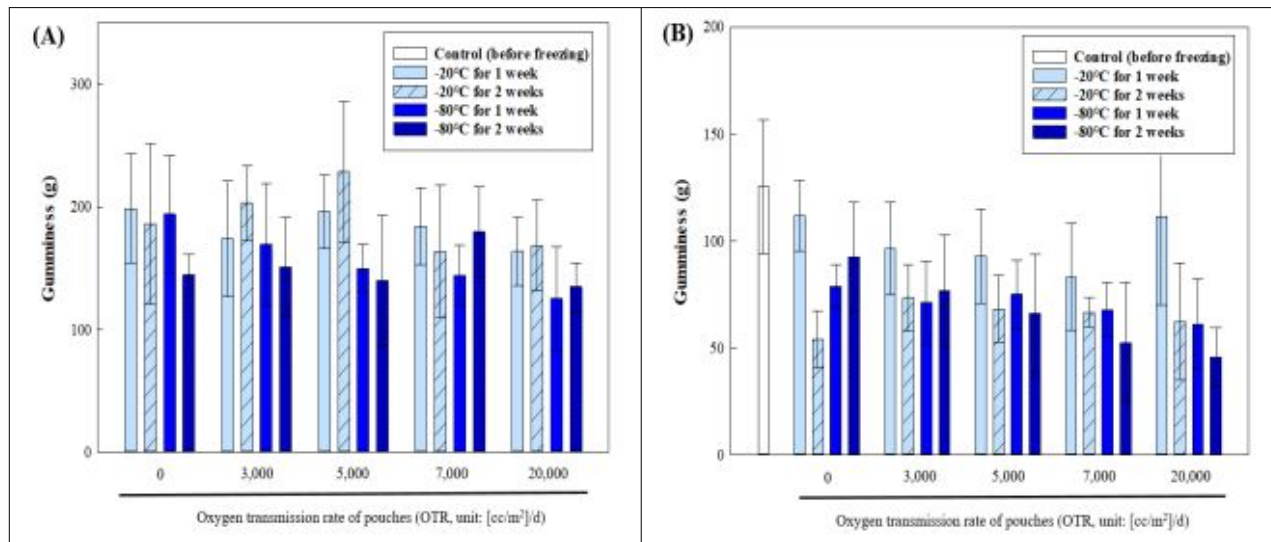 (A)
Gumminess (g)
300
200
100
0
Control (before freezing)
-20°C for 1 week
-20°C for 2 weeks
-80°C for 1 week
-80°C for 2 weeks
0 3,000 5,000 7,000 20,000
Oxygen transmission rate of pouches (OTR, unit: [cc/m²]/d)
(B)
Gumminess (g)
200
150
100
50
0
Control (before freezing)
-20°C for 1 week
-20°C for 2 weeks
-80°C for 1 week
-80°C for 2 weeks
0 3,000 5,000 7,000 20,000
Oxygen transmission rate of pouches (OTR, unit: [cc/m²]/d)